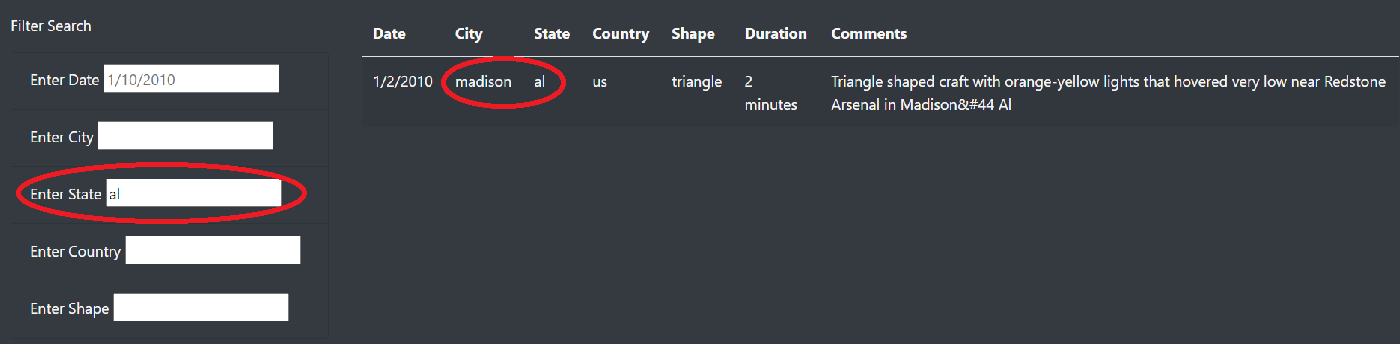 Filter Search
Enter Date 1/10/2010
Enter City
Enter State al
Enter Country
Enter Shape
Date City State Country Shape Duration Comments
1/2/2010 madison al us triangle 2 Triangle shaped craft with orange-yellow lights that hovered very low near Redstone
minutes Arsenal in Madison&#44 Al